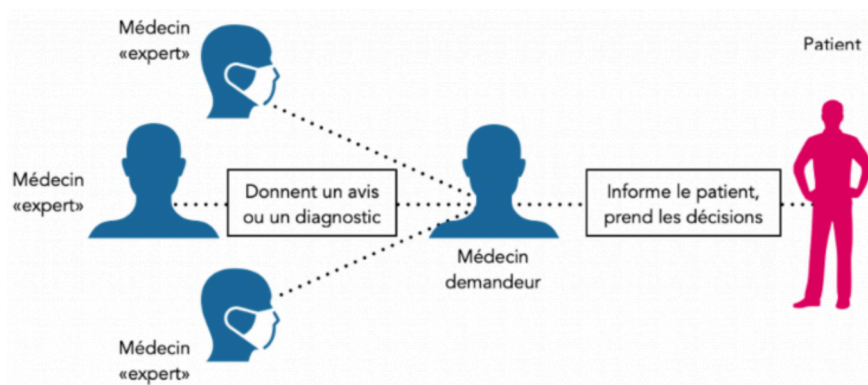 Médecin
«expert»
Patient
Médecin
«expert»
Donnent un avis
ou un diagnostic
Informe le patient,
prend les décisions
Médecin
demandeur
Médecin
«expert»